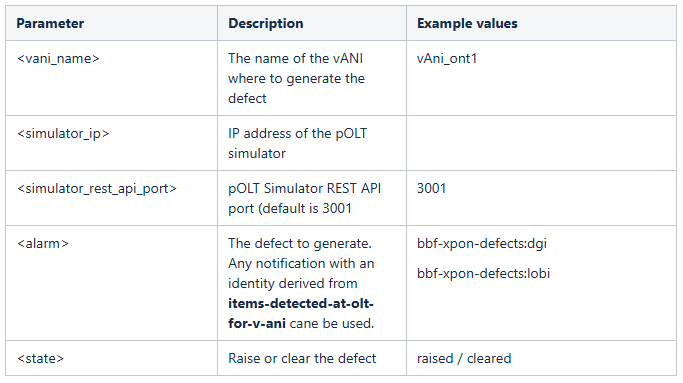 Parameter Description Example values
<vani_name> The name of the vANI vAni_ont1
where to generate the
defect
<simulator_ip> IP address of the pOLT
simulator
<simulator_rest_api_port> pOLT Simulator REST API 3001
port (default is 3001
<alarm> The defect to generate. bbf-xpon-defects:dgi
Any notification with an
identity derived from bbf-xpon-defects:lobi
items-detected-at-olt-
for-v-ani cane be used.
<state> Raise or clear the defect raised / cleared